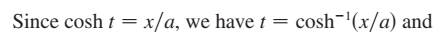 Since cosh t = x/a, we have t = cosh⁻¹(x/a) and